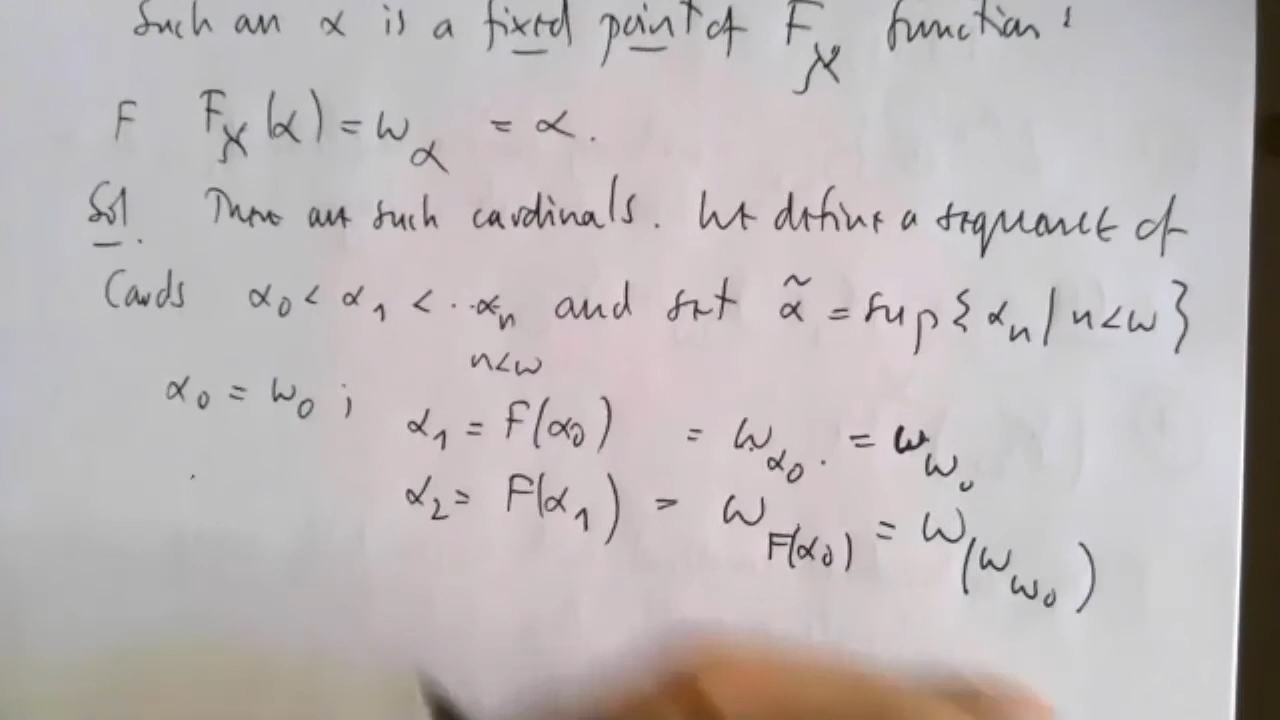 Such an α is a fixed point of F_ℵ function :
F F_ℵ(α) = ω_α = α.
Sol. There are such cardinals. We define a sequence of
Cards α_0 < α_1 < ..α_n and set α̃ = sup{α_n | n<ω}
n<ω
α_0 = ω_0 ;
α_1 = F(α_0) = ω_{α_0}. = ω_{ω_0}
α_2 = F(α_1) = ω_{F(α_0)} = ω_{(ω_{ω_0})}